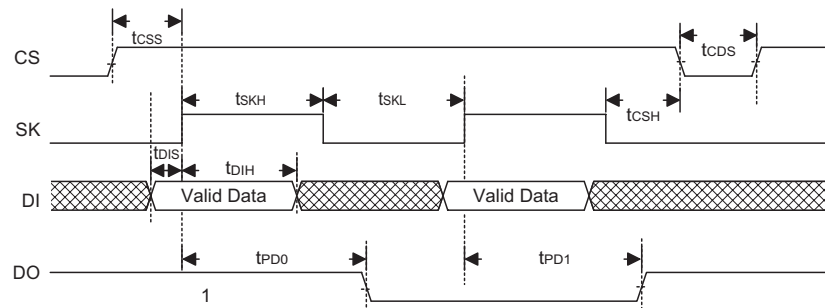 tCSS
tCDS
CS
tSKH
tSKL
tCSH
SK
tDIS
tDIH
DI
Valid Data
Valid Data
tPD0
tPD1
DO
1